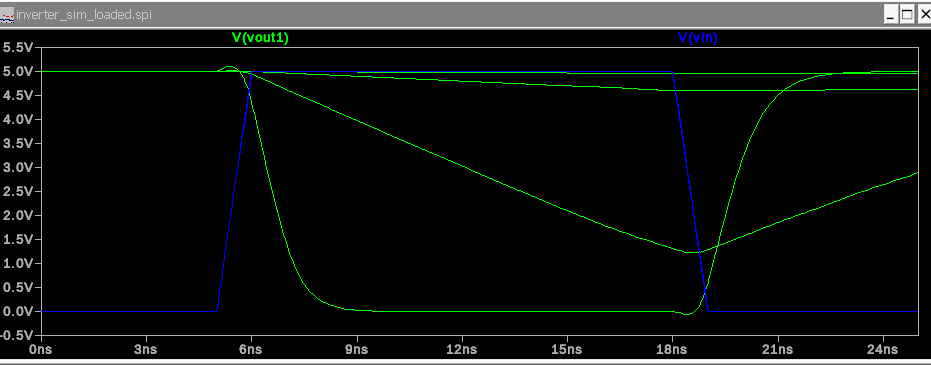 inverter_sim_loaded.spi
V(vout1) V(vin)
5.5V
5.0V
4.5V
4.0V
3.5V
3.0V
2.5V
2.0V
1.5V
1.0V
0.5V
0.0V
-0.5V
0ns 3ns 6ns 9ns 12ns 15ns 18ns 21ns 24ns